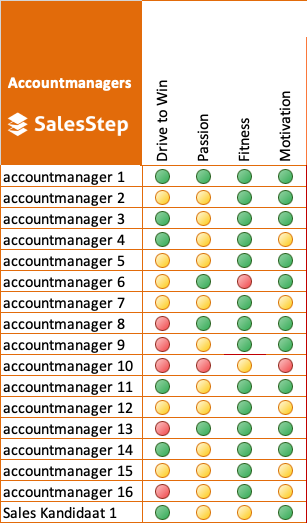 Accountmanagers
SalesStep
Drive to Win
Passion
Fitness
Motivation
accountmanager 1
accountmanager 2
accountmanager 3
accountmanager 4
accountmanager 5
accountmanager 6
accountmanager 7
accountmanager 8
accountmanager 9
accountmanager 10
accountmanager 11
accountmanager 12
accountmanager 13
accountmanager 14
accountmanager 15
accountmanager 16
Sales Kandidaat 1